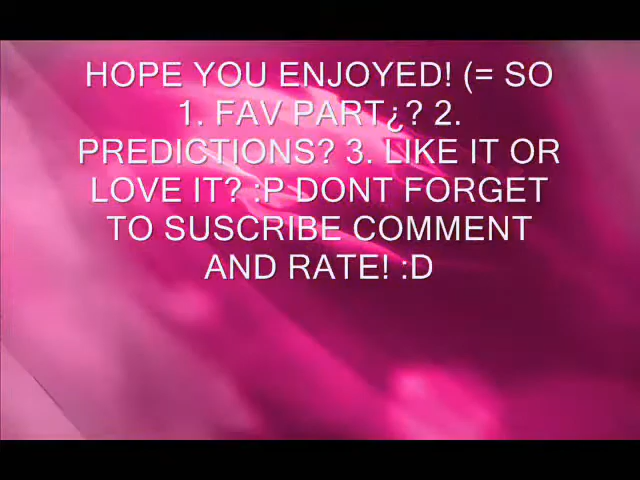 HOPE YOU ENJOYED! (= SO
1. FAV PART¿? 2.
PREDICTIONS? 3. LIKE IT OR
LOVE IT? :P DONT FORGET
TO SUSCRIBE COMMENT
AND RATE! :D